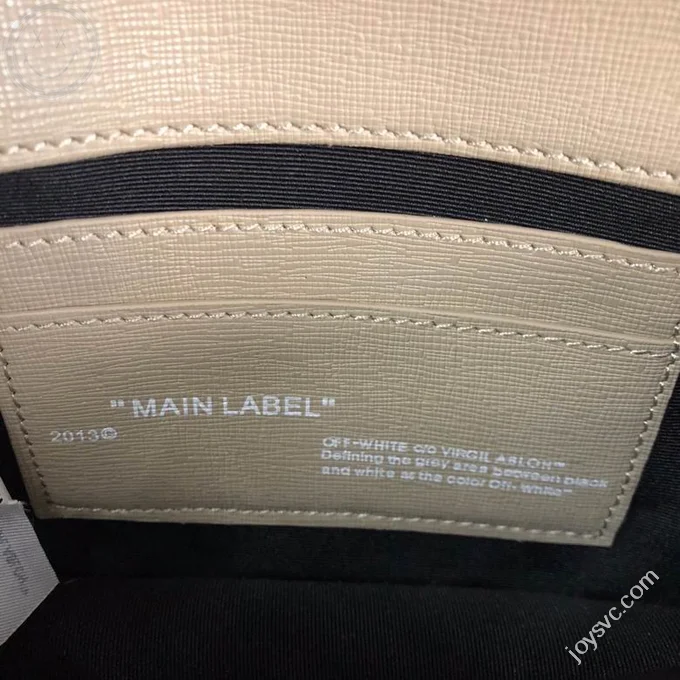 " MAIN LABEL"
2013©
OFF-WHITE c/o VIRGIL ABLOH™
Defining the grey area between black
and white as the color Off-White™
joysvc.com